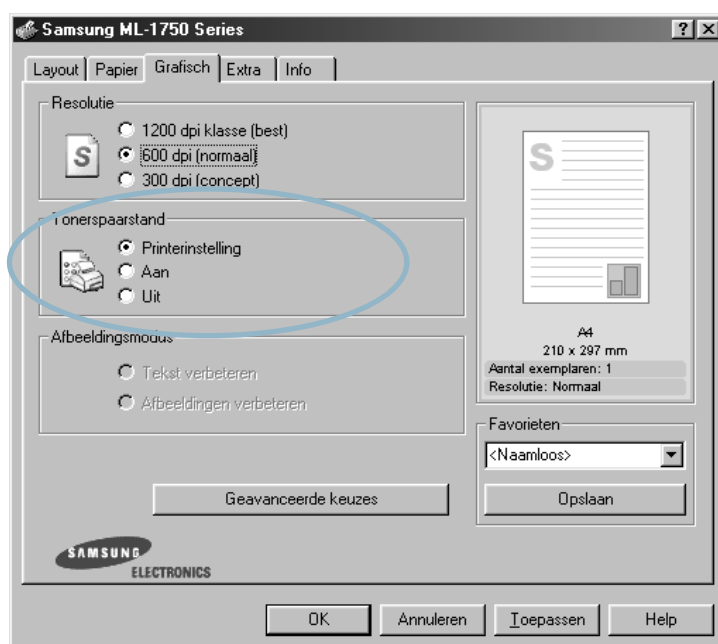 Samsung ML-1750 Series
Layout Papier Grafisch Extra Info
Resolutie
1200 dpi klasse (best)
600 dpi (normaal)
300 dpi (concept)
Tonerspaarstand
Printerinstelling
Aan
Uit
Afbeeldingsmodus
Tekst verbeteren
Afbeeldingen verbeteren
Geavanceerde keuzes
SAMSUNG
ELECTRONICS
S
S
A4
210 x 297 mm
Aantal exemplaren: 1
Resolutie: Normaal
Favorieten
<Naamloos>
Opslaan
OK Annuleren Toepassen Help